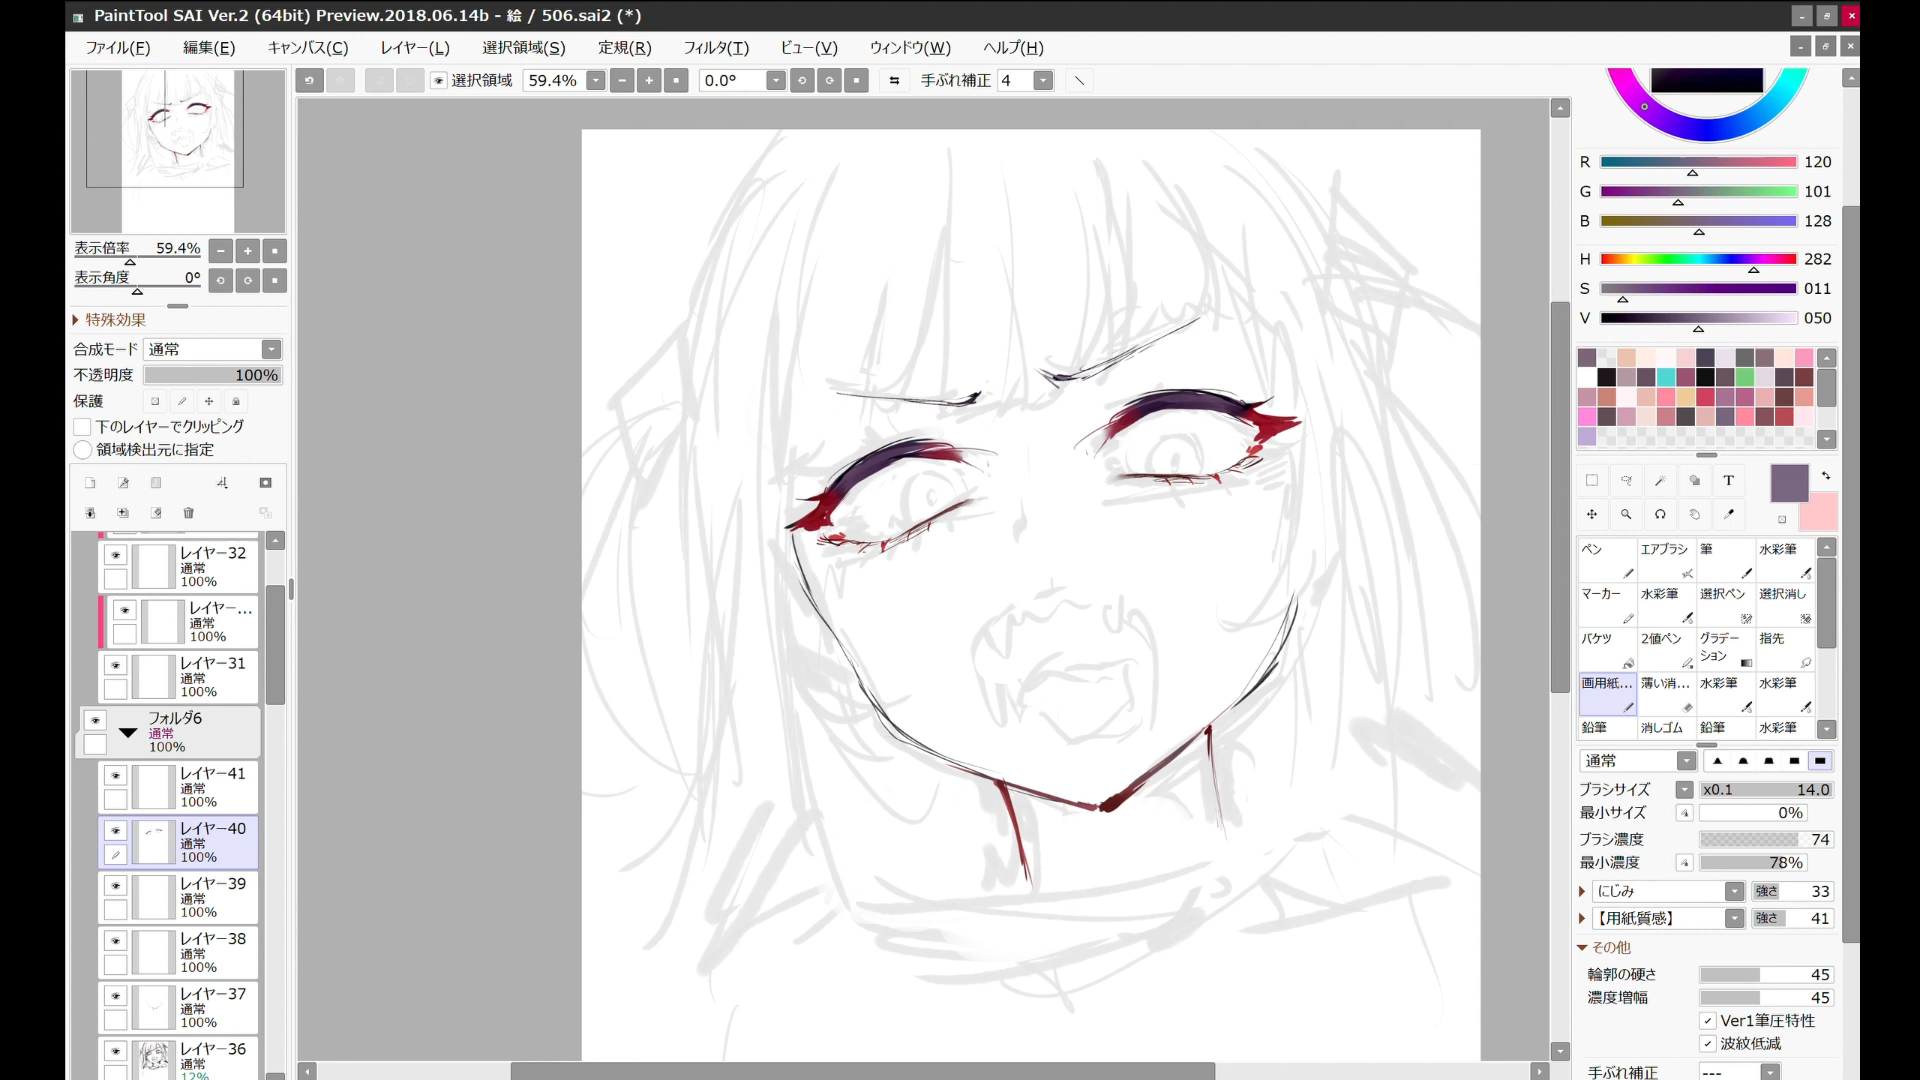 PaintTool SAI Ver.2 (64bit) Preview.2018.06.14b - 絵 / 506.sai2 (*)
ファイル(F) 編集(E) キャンバス(C) レイヤー(L) 選択領域(S) 定規(R) フィルタ(T) ビュー(V) ウィンドウ(W) ヘルプ(H)
選択領域 59.4% 0.0° 手ぶれ補正 4
表示倍率 59.4%
表示角度 0°
特殊効果
合成モード 通常
不透明度 100%
保護
下のレイヤーでクリッピング
領域検出元に指定
レイヤー32
通常
100%
レイヤー...
通常
100%
レイヤー31
通常
100%
フォルダ6
通常
100%
レイヤー41
通常
100%
レイヤー40
通常
100%
レイヤー39
通常
100%
レイヤー38
通常
100%
レイヤー37
通常
100%
レイヤー36
通常
12%
R 120
G 101
B 128
H 282
S 011
V 050
T
ペン エアブラシ 筆 水彩筆
マーカー 水彩筆 選択ペン 選択消し
バケツ 2値ペン グラデーション 指先
画用紙... 薄い消... 水彩筆 水彩筆
鉛筆 消しゴム 鉛筆 水彩筆
通常
ブラシサイズ x0.1 14.0
最小サイズ 0%
ブラシ濃度 74
最小濃度 78%
にじみ 強さ 33
【用紙質感】 強さ 41
その他
輪郭の硬さ 45
濃度増幅 45
Ver1筆圧特性
波紋低減
手ぶれ補正 ---